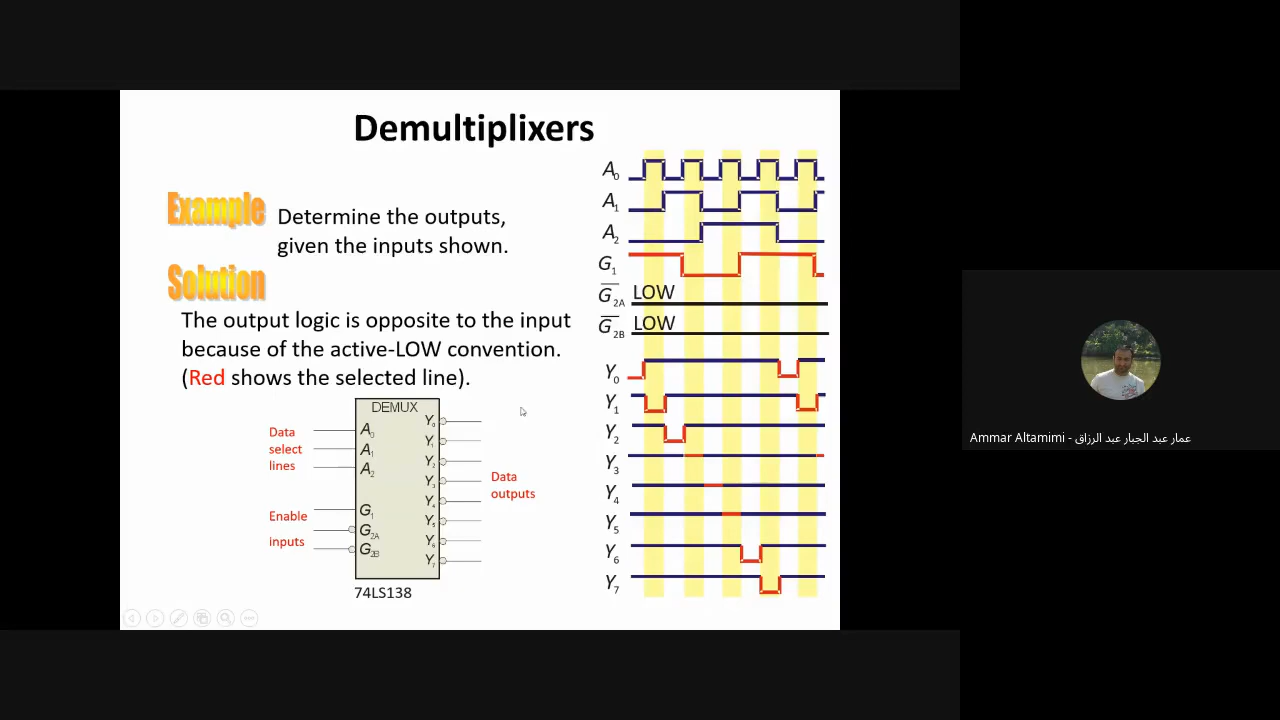 Demultiplixers
Example
Determine the outputs,
given the inputs shown.
Solution
The output logic is opposite to the input
because of the active-LOW convention.
(Red shows the selected line).
DEMUX
Data
select
lines
A0
A1
A2
Enable
inputs
G1
G2A
G2B
Y0
Y1
Y2
Y3
Y4
Y5
Y6
Y7
Data
outputs
74LS138
A0
A1
A2
G1
G2A LOW
G2B LOW
Y0
Y1
Y2
Y3
Y4
Y5
Y6
Y7
Ammar Altamimi - عمار عبد الجبار عبد الرزاق